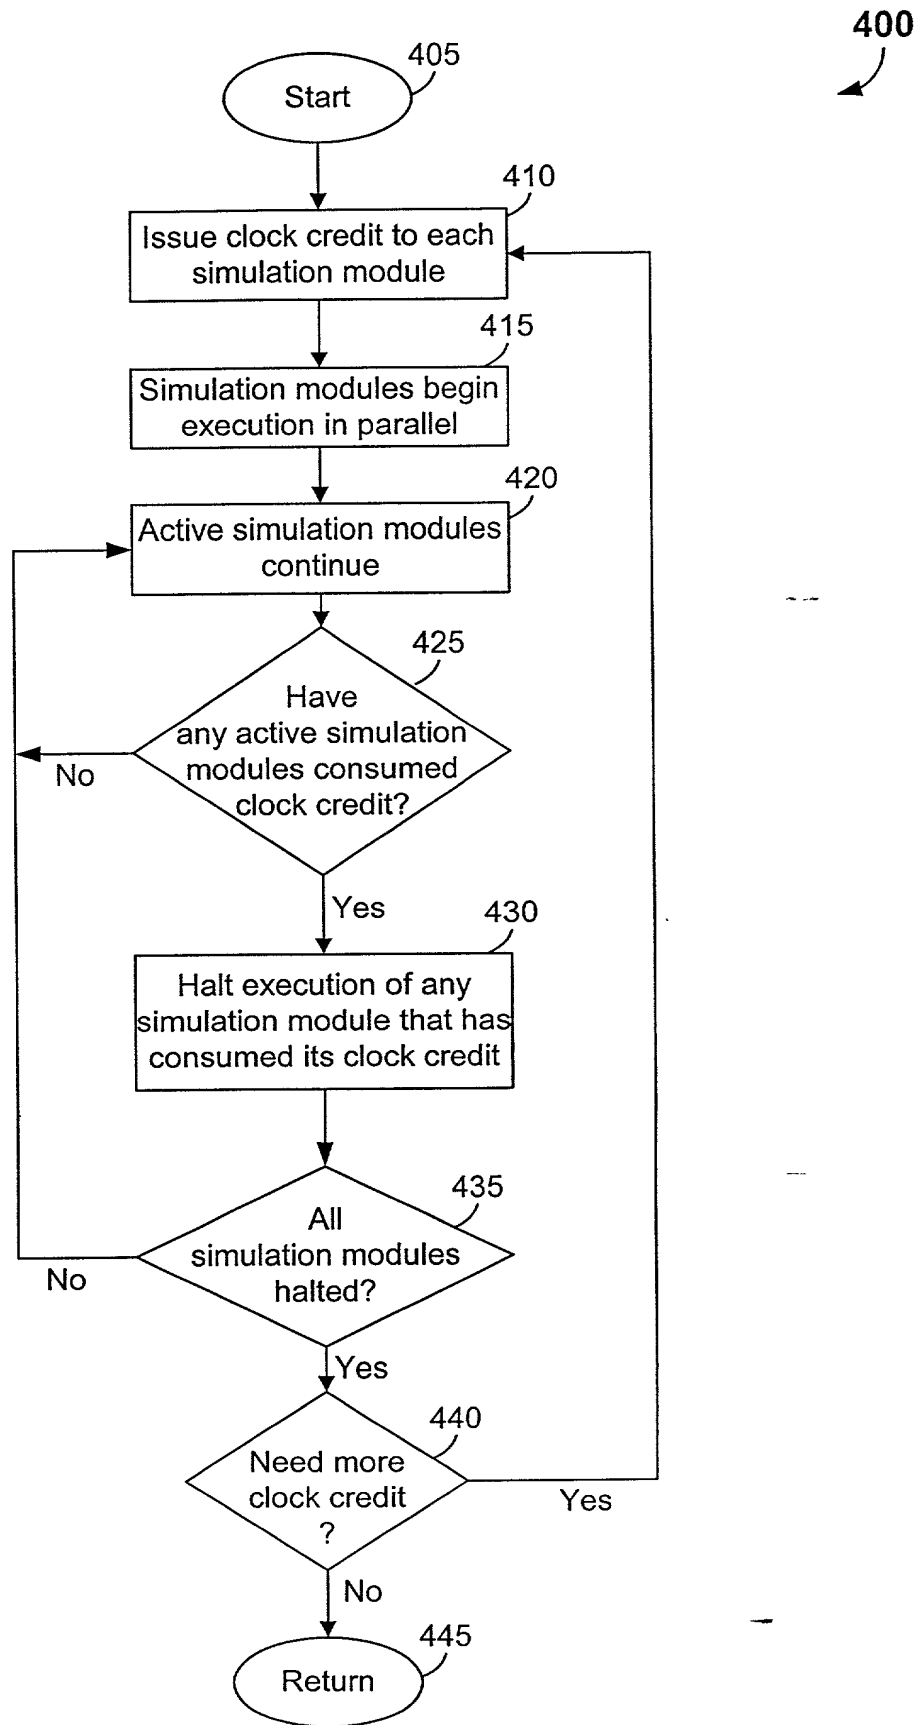 400
405
Start
410
Issue clock credit to each
simulation module
415
Simulation modules begin
execution in parallel
420
Active simulation modules
continue
425
Have
any active simulation
modules consumed
clock credit?
No
Yes
430
Halt execution of any
simulation module that has
consumed its clock credit
435
All
simulation modules
halted?
No
Yes
440
Need more
clock credit
?
Yes
No
445
Return